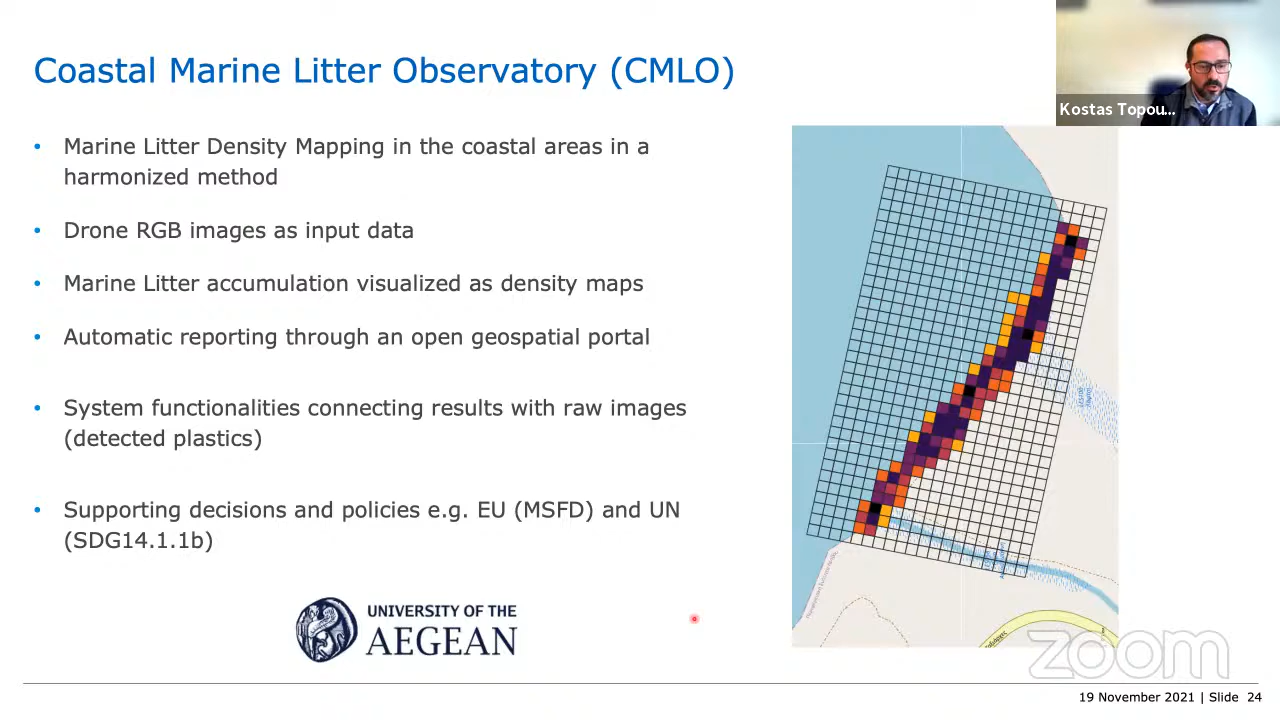 Coastal Marine Litter Observatory (CMLO)
Kostas Topou...
• Marine Litter Density Mapping in the coastal areas in a
harmonized method
• Drone RGB images as input data
• Marine Litter accumulation visualized as density maps
• Automatic reporting through an open geospatial portal
• System functionalities connecting results with raw images
(detected plastics)
• Supporting decisions and policies e.g. EU (MSFD) and UN
(SDG14.1.1b)
UNIVERSITY OF THE
AEGEAN
zoom
19 November 2021 | Slide 24